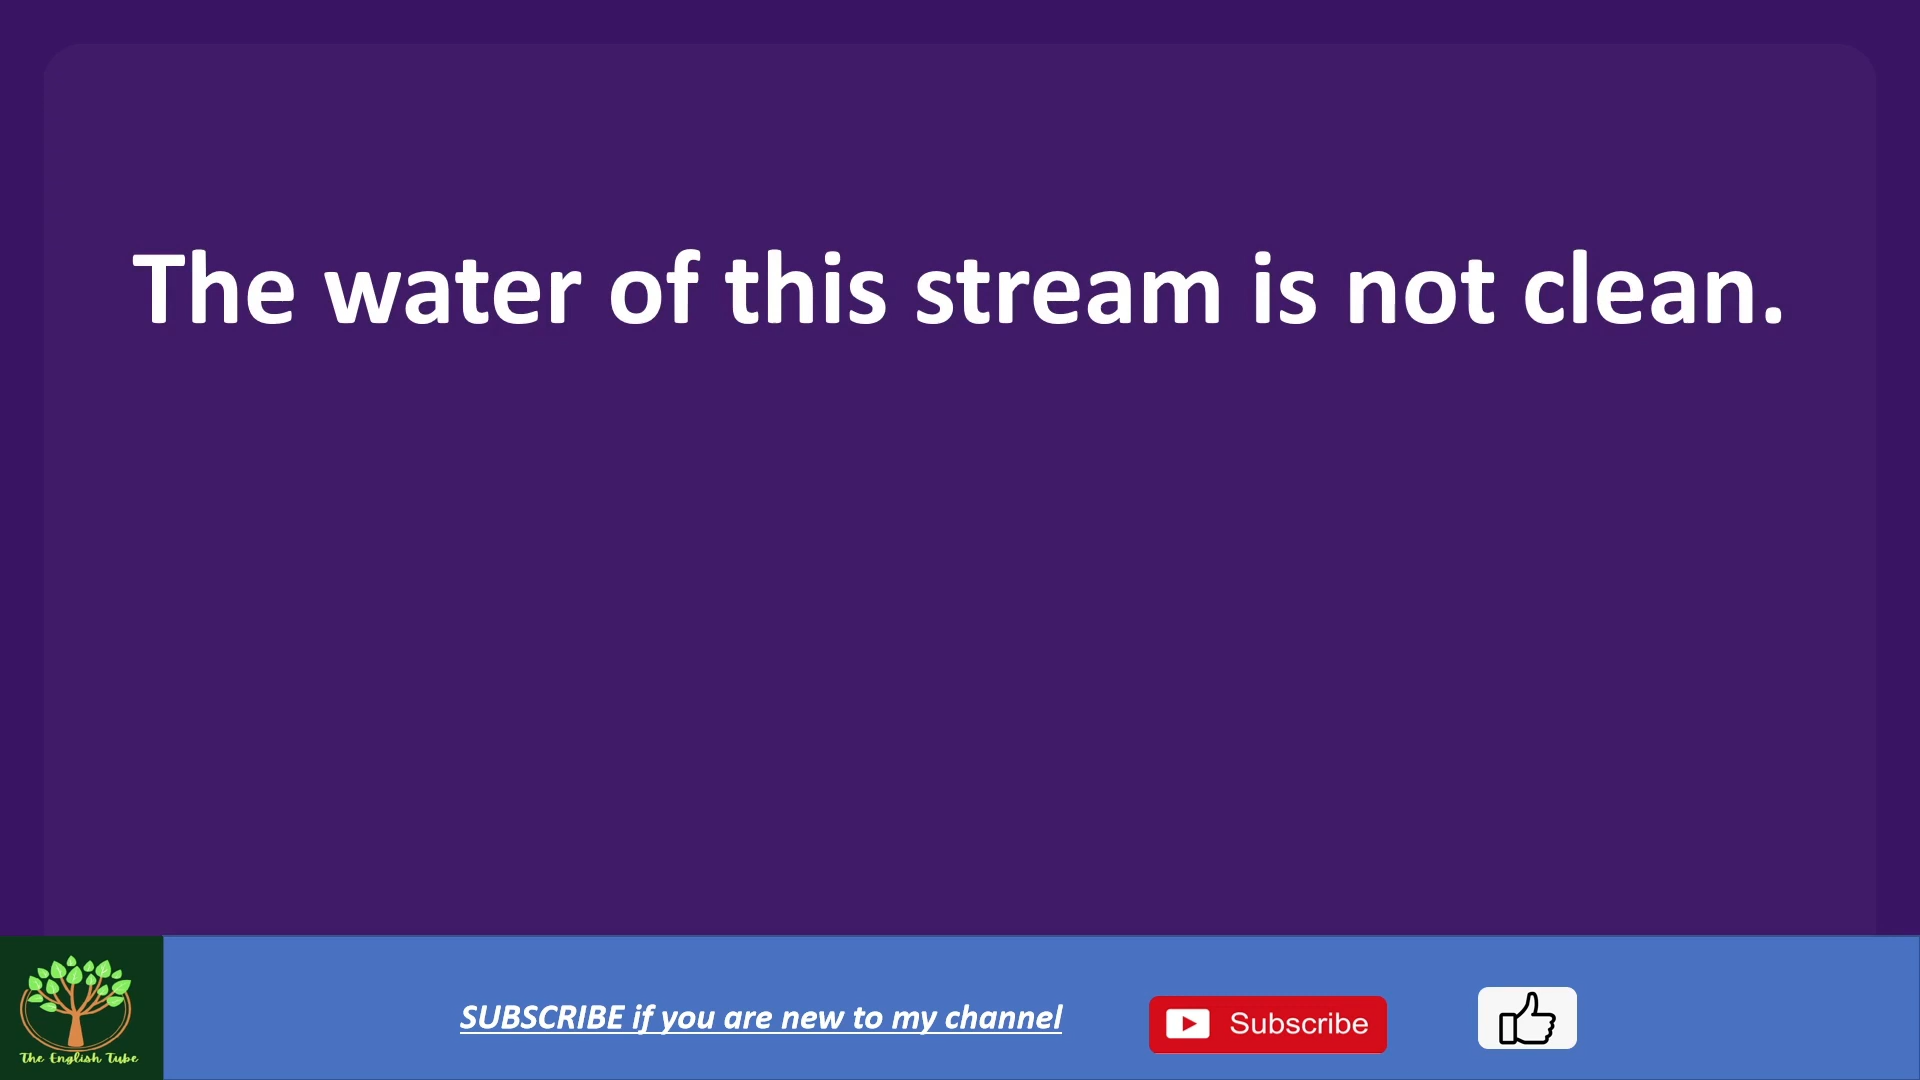 The water of this stream is not clean.
SUBSCRIBE if you are new to my channel
Subscribe
The English Tube